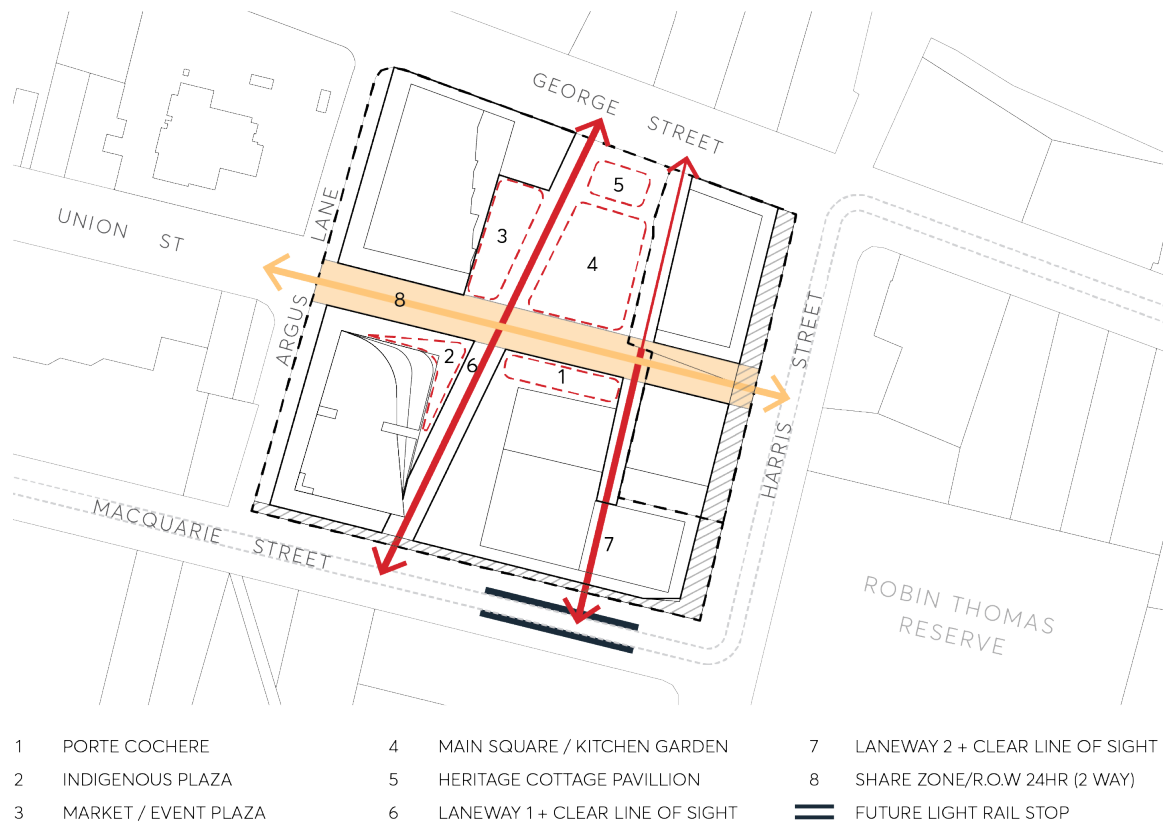 GEORGE STREET
5
UNION ST
ARGUS LANE
3
4
8
2
6
1
HARRIS STREET
MACQUARIE STREET
7
ROBIN THOMAS
RESERVE
1 PORTE COCHERE
2 INDIGENOUS PLAZA
3 MARKET / EVENT PLAZA
4 MAIN SQUARE / KITCHEN GARDEN
5 HERITAGE COTTAGE PAVILLION
6 LANEWAY 1 + CLEAR LINE OF SIGHT
7 LANEWAY 2 + CLEAR LINE OF SIGHT
8 SHARE ZONE/R.O.W 24HR (2 WAY)
FUTURE LIGHT RAIL STOP